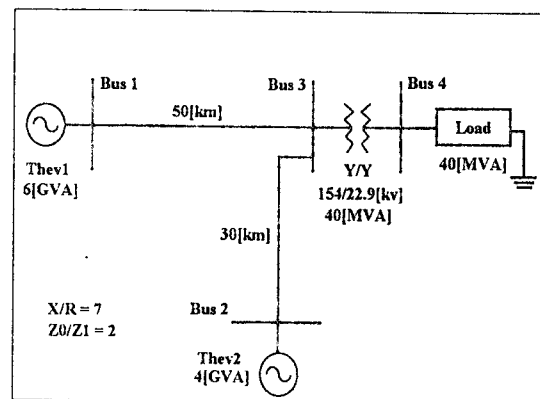 Bus 1
Bus 3
Bus 4
50[km]
Load
Thev1
6[GVA]
Y/Y
154/22.9[kv]
40[MVA]
40[MVA]
30[km]
X/R = 7
Z0/Z1 = 2
Bus 2
Thev2
4[GVA]